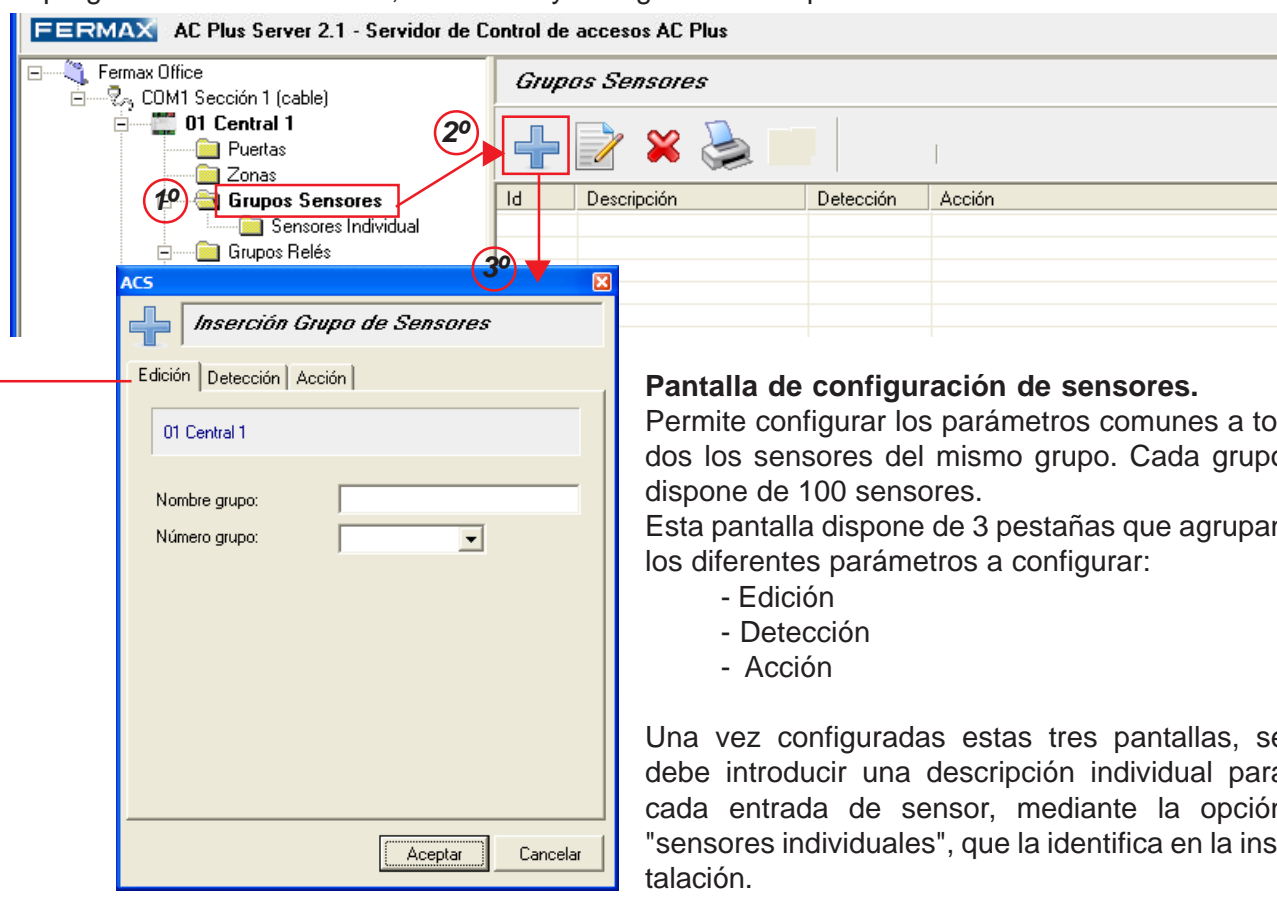 FERMAX AC Plus Server 2.1 - Servidor de Control de accesos AC Plus
Fermax Office
COM1 Sección 1 (cable)
01 Central 1
Puertas
Zonas
1º Grupos Sensores
Sensores Individual
Grupos Relés
2º
Grupos Sensores
Id Descripción Detección Acción
3º
ACS
Inserción Grupo de Sensores
Edición Detección Acción
01 Central 1
Nombre grupo:
Número grupo:
Aceptar Cancelar
Pantalla de configuración de sensores.
Permite configurar los parámetros comunes a to
dos los sensores del mismo grupo. Cada grupo
dispone de 100 sensores.
Esta pantalla dispone de 3 pestañas que agrupan
los diferentes parámetros a configurar:
- Edición
- Detección
- Acción
Una vez configuradas estas tres pantallas, se
debe introducir una descripción individual para
cada entrada de sensor, mediante la opción
"sensores individuales", que la identifica en la ins
talación.